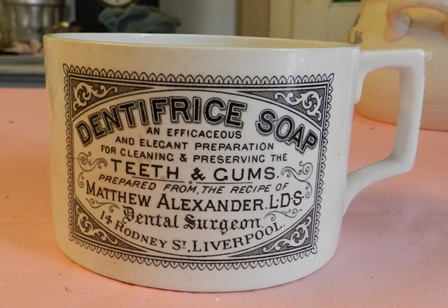 DENTIFRICE SOAP
AN EFFICACEOUS
AND ELEGANT PREPARATION
FOR CLEANING & PRESERVING THE
TEETH & GUMS.
PREPARED FROM, THE RECIPE OF
MATTHEW ALEXANDER. L.D.S.
Dental Surgeon.
14 RODNEY ST, LIVERPOOL.